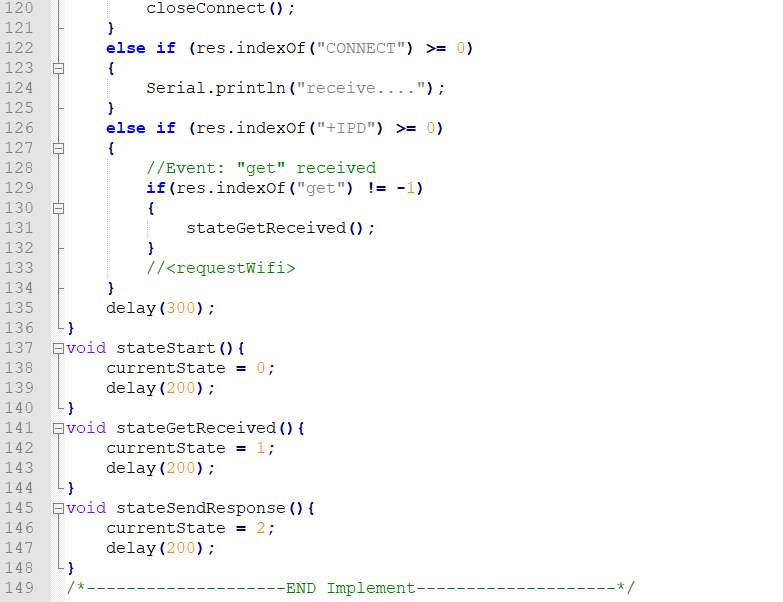 120 closeConnect();
121 }
122 else if (res.indexOf("CONNECT") >= 0)
123 {
124 Serial.println("receive....");
125 }
126 else if (res.indexOf("+IPD") >= 0)
127 {
128 //Event: "get" received
129 if(res.indexOf("get") != -1)
130 {
131 stateGetReceived();
132 }
133 //<requestWifi>
134 }
135 delay(300);
136 }
137 void stateStart(){
138 currentState = 0;
139 delay(200);
140 }
141 void stateGetReceived(){
142 currentState = 1;
143 delay(200);
144 }
145 void stateSendResponse(){
146 currentState = 2;
147 delay(200);
148 }
149 /*--------------------END Implement--------------------*/